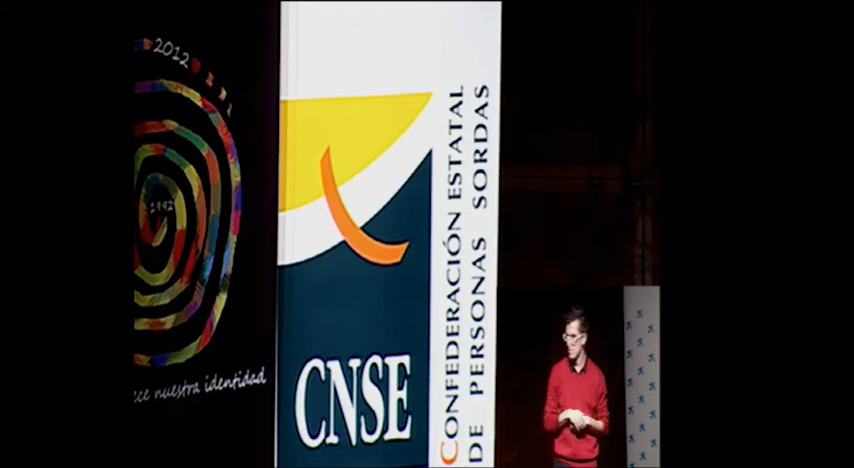 2012
1992
nuestra identidad
CNSE
CONFEDERACIÓN ESTATAL
DE PERSONAS SORDAS